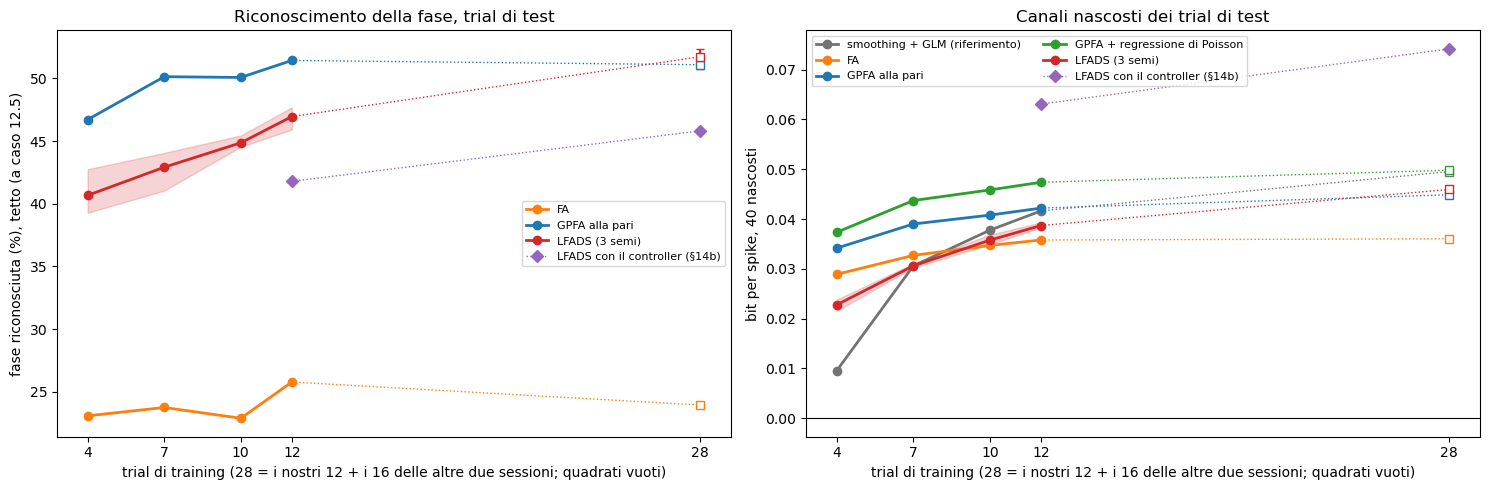 Riconoscimento della fase, trial di test
fase riconosciuta (%), tetto (a caso 12.5)
50
45
40
35
30
25
FA
GPFA alla pari
LFADS (3 semi)
LFADS con il controller (§14b)
4
7
10
12
28
trial di training (28 = i nostri 12 + i 16 delle altre due sessioni; quadrati vuoti)
Canali nascosti dei trial di test
bit per spike, 40 nascosti
0.07
0.06
0.05
0.04
0.03
0.02
0.01
0.00
smoothing + GLM (riferimento)
FA
GPFA alla pari
GPFA + regressione di Poisson
LFADS (3 semi)
LFADS con il controller (§14b)
4
7
10
12
28
trial di training (28 = i nostri 12 + i 16 delle altre due sessioni; quadrati vuoti)